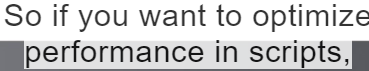 So if you want to optimize
performance in scripts,